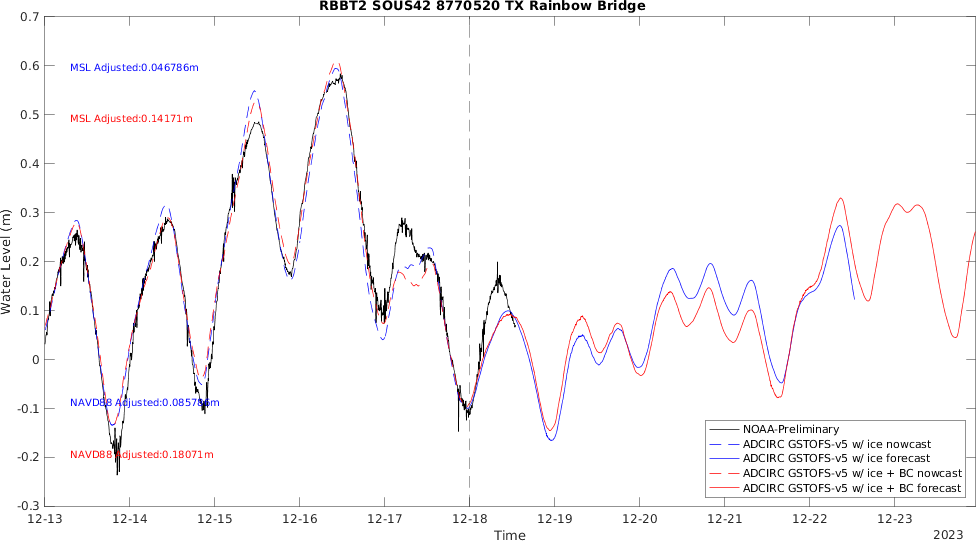 RBBT2 SOUS42 8770520 TX Rainbow Bridge
0.7
0.6
0.5
0.4
0.3
0.2
0.1
0
-0.1
-0.2
-0.3
Water Level (m)
MSL Adjusted:0.046786m
MSL Adjusted:0.14171m
NAVD88 Adjusted:0.085786m
NAVD88 Adjusted:0.18071m
NOAA-Preliminary
ADCIRC GSTOFS-v5 w/ ice nowcast
ADCIRC GSTOFS-v5 w/ ice forecast
ADCIRC GSTOFS-v5 w/ ice + BC nowcast
ADCIRC GSTOFS-v5 w/ ice + BC forecast
12-13 12-14 12-15 12-16 12-17 12-18 12-19 12-20 12-21 12-22 12-23
Time
2023